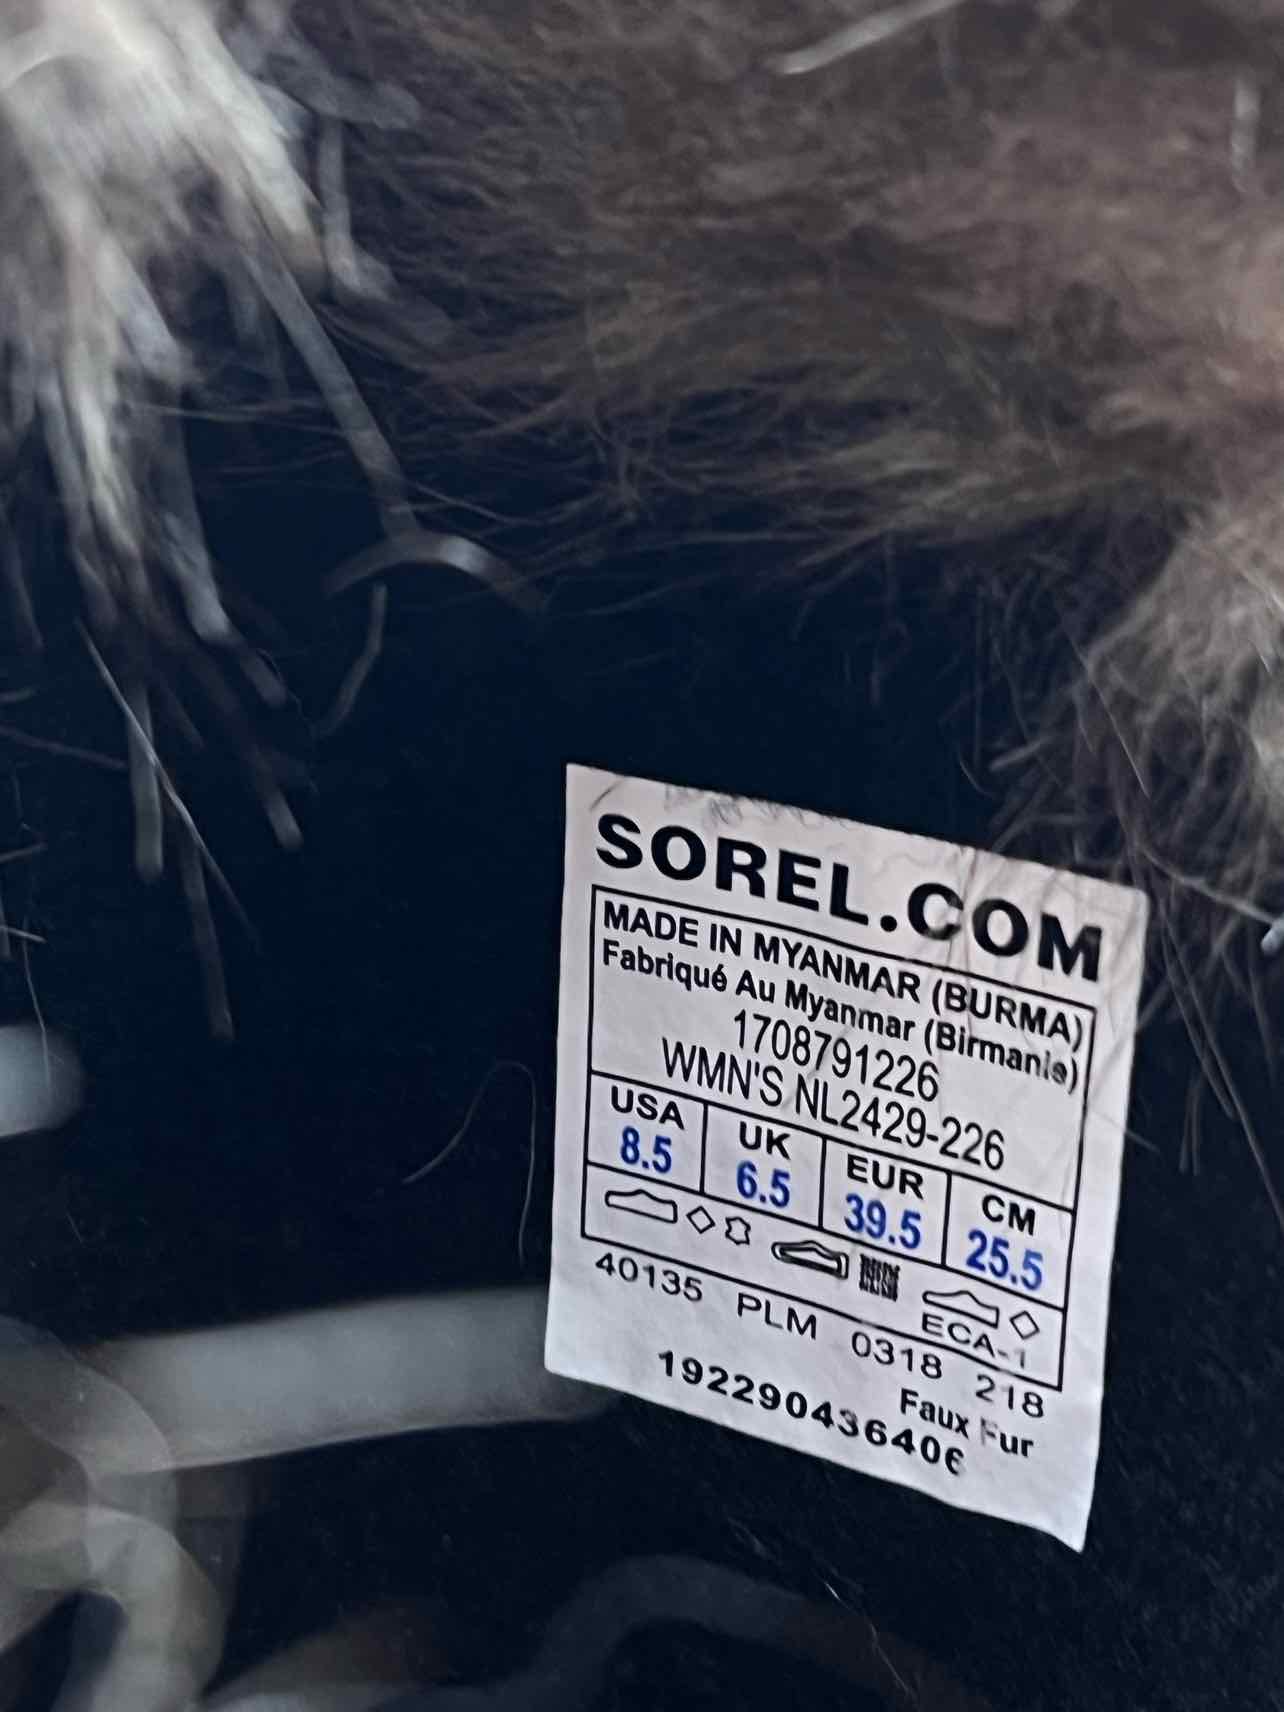 SOREL.COM
MADE IN MYANMAR (BURMA)
Fabriqué Au Myanmar (Birmanie)
1708791226
WMN'S NL2429-226
USA UK EUR CM
8.5 6.5 39.5 25.5
ECA-1
40135 PLM 0318 218
Faux Fur
192290436406